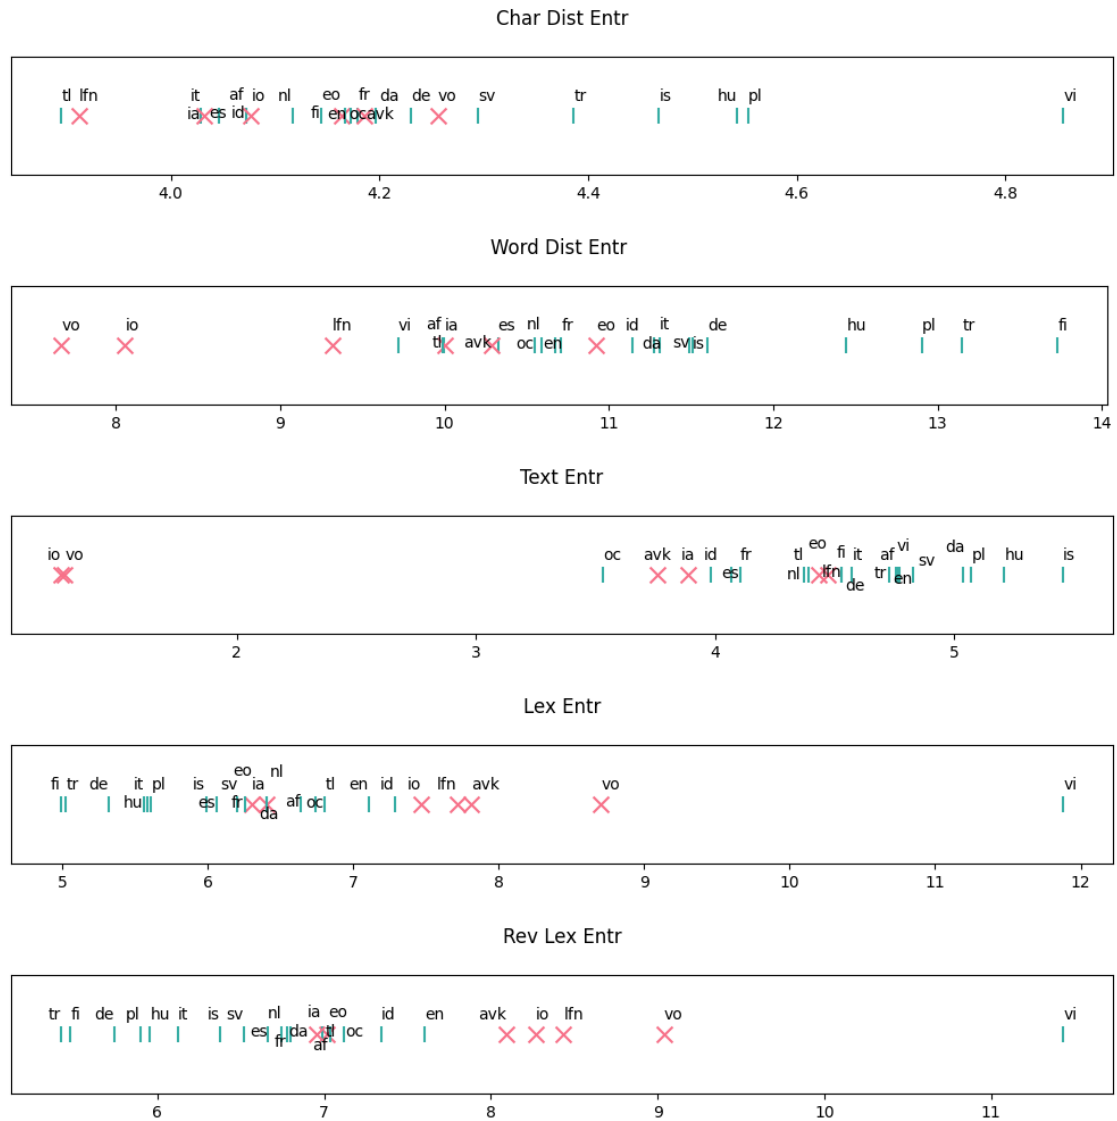 Char Dist Entr
tl lfn it af io nl eo fr da de vo sv tr is hu pl vi
ia es id fi en oc avk
4.0 4.2 4.4 4.6 4.8
Word Dist Entr
vo io lfn vi af ia es nl fr eo id it de hu pl tr fi
tl avk oc en da sv is
8 9 10 11 12 13 14
Text Entr
eo vi da
io vo oc avk ia id fr tl fi it af sv pl hu is
es nl lfn de tr en
2 3 4 5
Lex Entr
eo nl
fi tr de it pl is sv ia tl en id io lfn avk vo vi
hu es fr af oc
da
5 6 7 8 9 10 11 12
Rev Lex Entr
tr fi de pl hu it is sv nl ia eo id en avk io lfn vo vi
es da tl oc
fr af
6 7 8 9 10 11